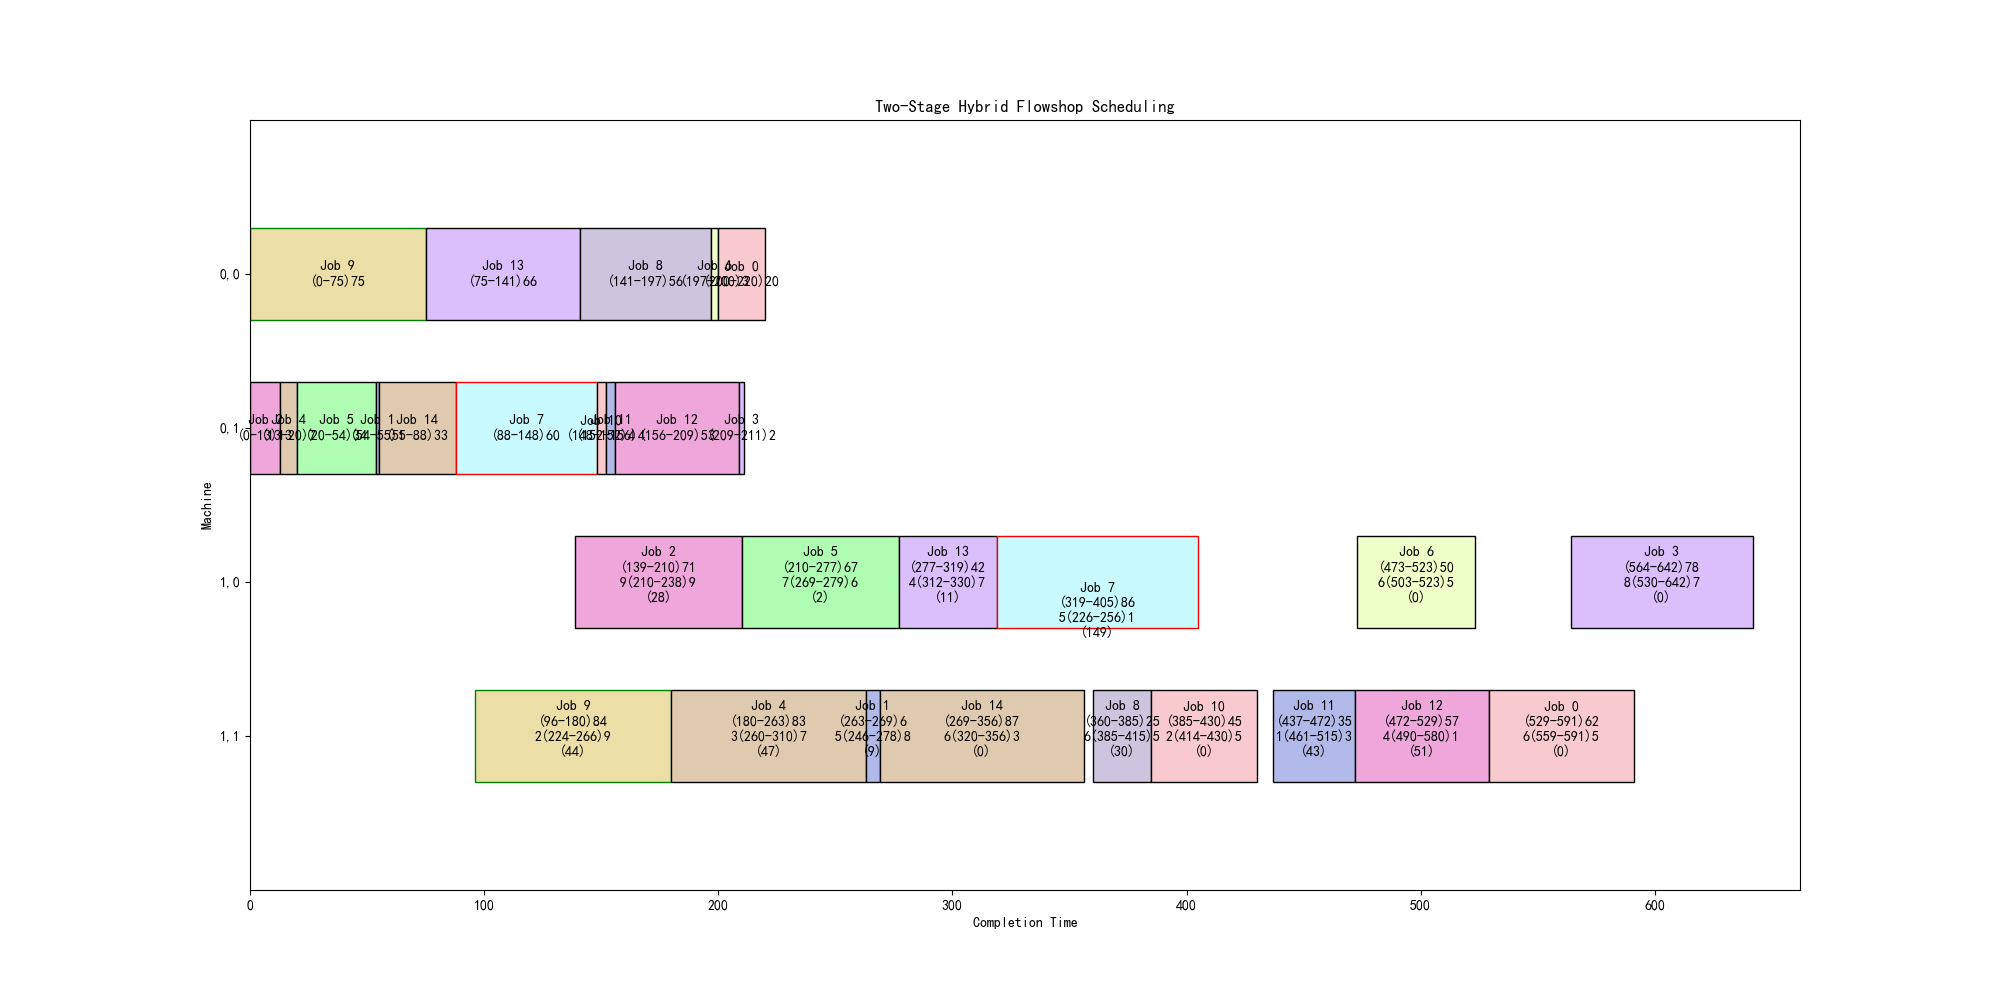 Two-Stage Hybrid Flowshop Scheduling
0,0
Job 9
(0-75)75
Job 13
(75-141)66
Job 8
(141-197)56
Job 0
0,1
Job 4
Job 5
(20-54)34
Job 1
Job 14
(55-88)33
Job 7
(88-148)60
Job 12
(156-209)53
Job 3
(209-211)2
Machine
1,0
Job 2
(139-210)71
9(210-238)9
(28)
Job 5
(210-277)67
7(269-279)6
(2)
Job 13
(277-319)42
4(312-330)7
(11)
Job 7
(319-405)86
5(226-256)1
(149)
Job 6
(473-523)50
6(503-523)5
(0)
Job 3
(564-642)78
8(530-642)7
(0)
1,1
Job 9
(96-180)84
2(224-266)9
(44)
Job 4
(180-263)83
3(260-310)7
(47)
Job 1
(263-269)6
5(246-278)8
(9)
Job 14
(269-356)87
6(320-356)3
(0)
Job 8
(360-385)25
6(385-415)5
(30)
Job 10
(385-430)45
2(414-430)5
(0)
Job 11
(437-472)35
1(461-515)3
(43)
Job 12
(472-529)57
4(490-580)1
(51)
Job 0
(529-591)62
6(559-591)5
(0)
0
100
200
300
400
500
600
Completion Time